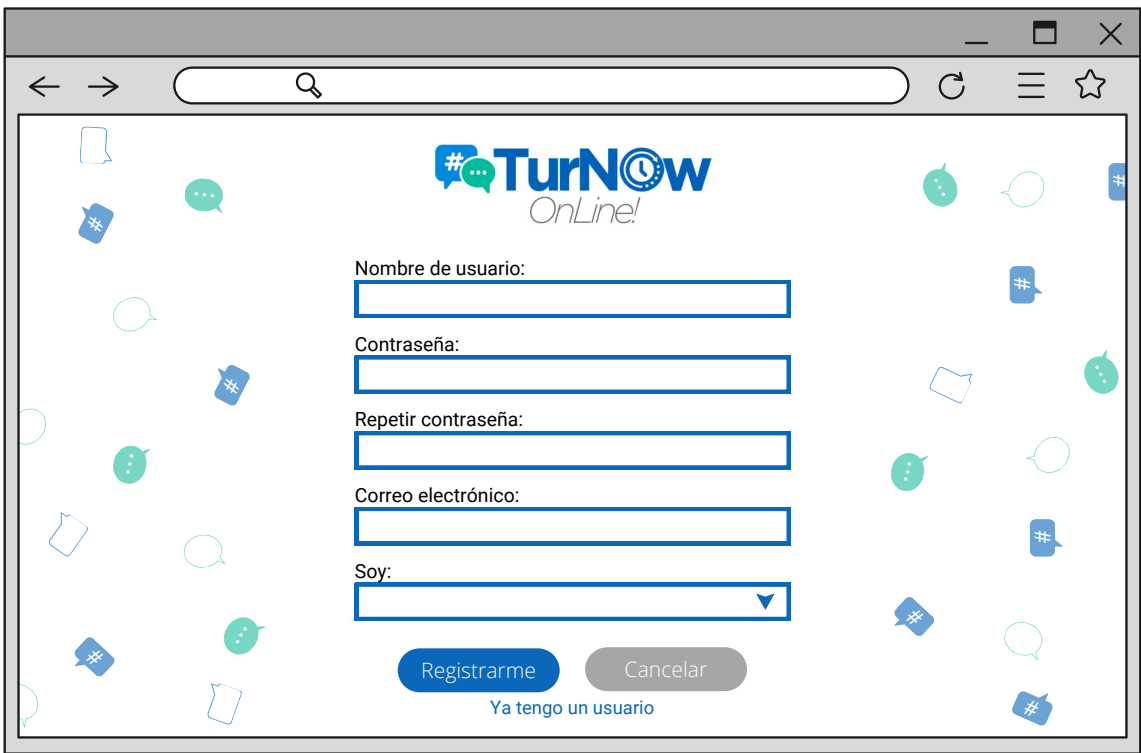 #TurNow
OnLine!
Nombre de usuario:
Contraseña:
Repetir contraseña:
Correo electrónico:
Soy:
Registrarme
Cancelar
Ya tengo un usuario